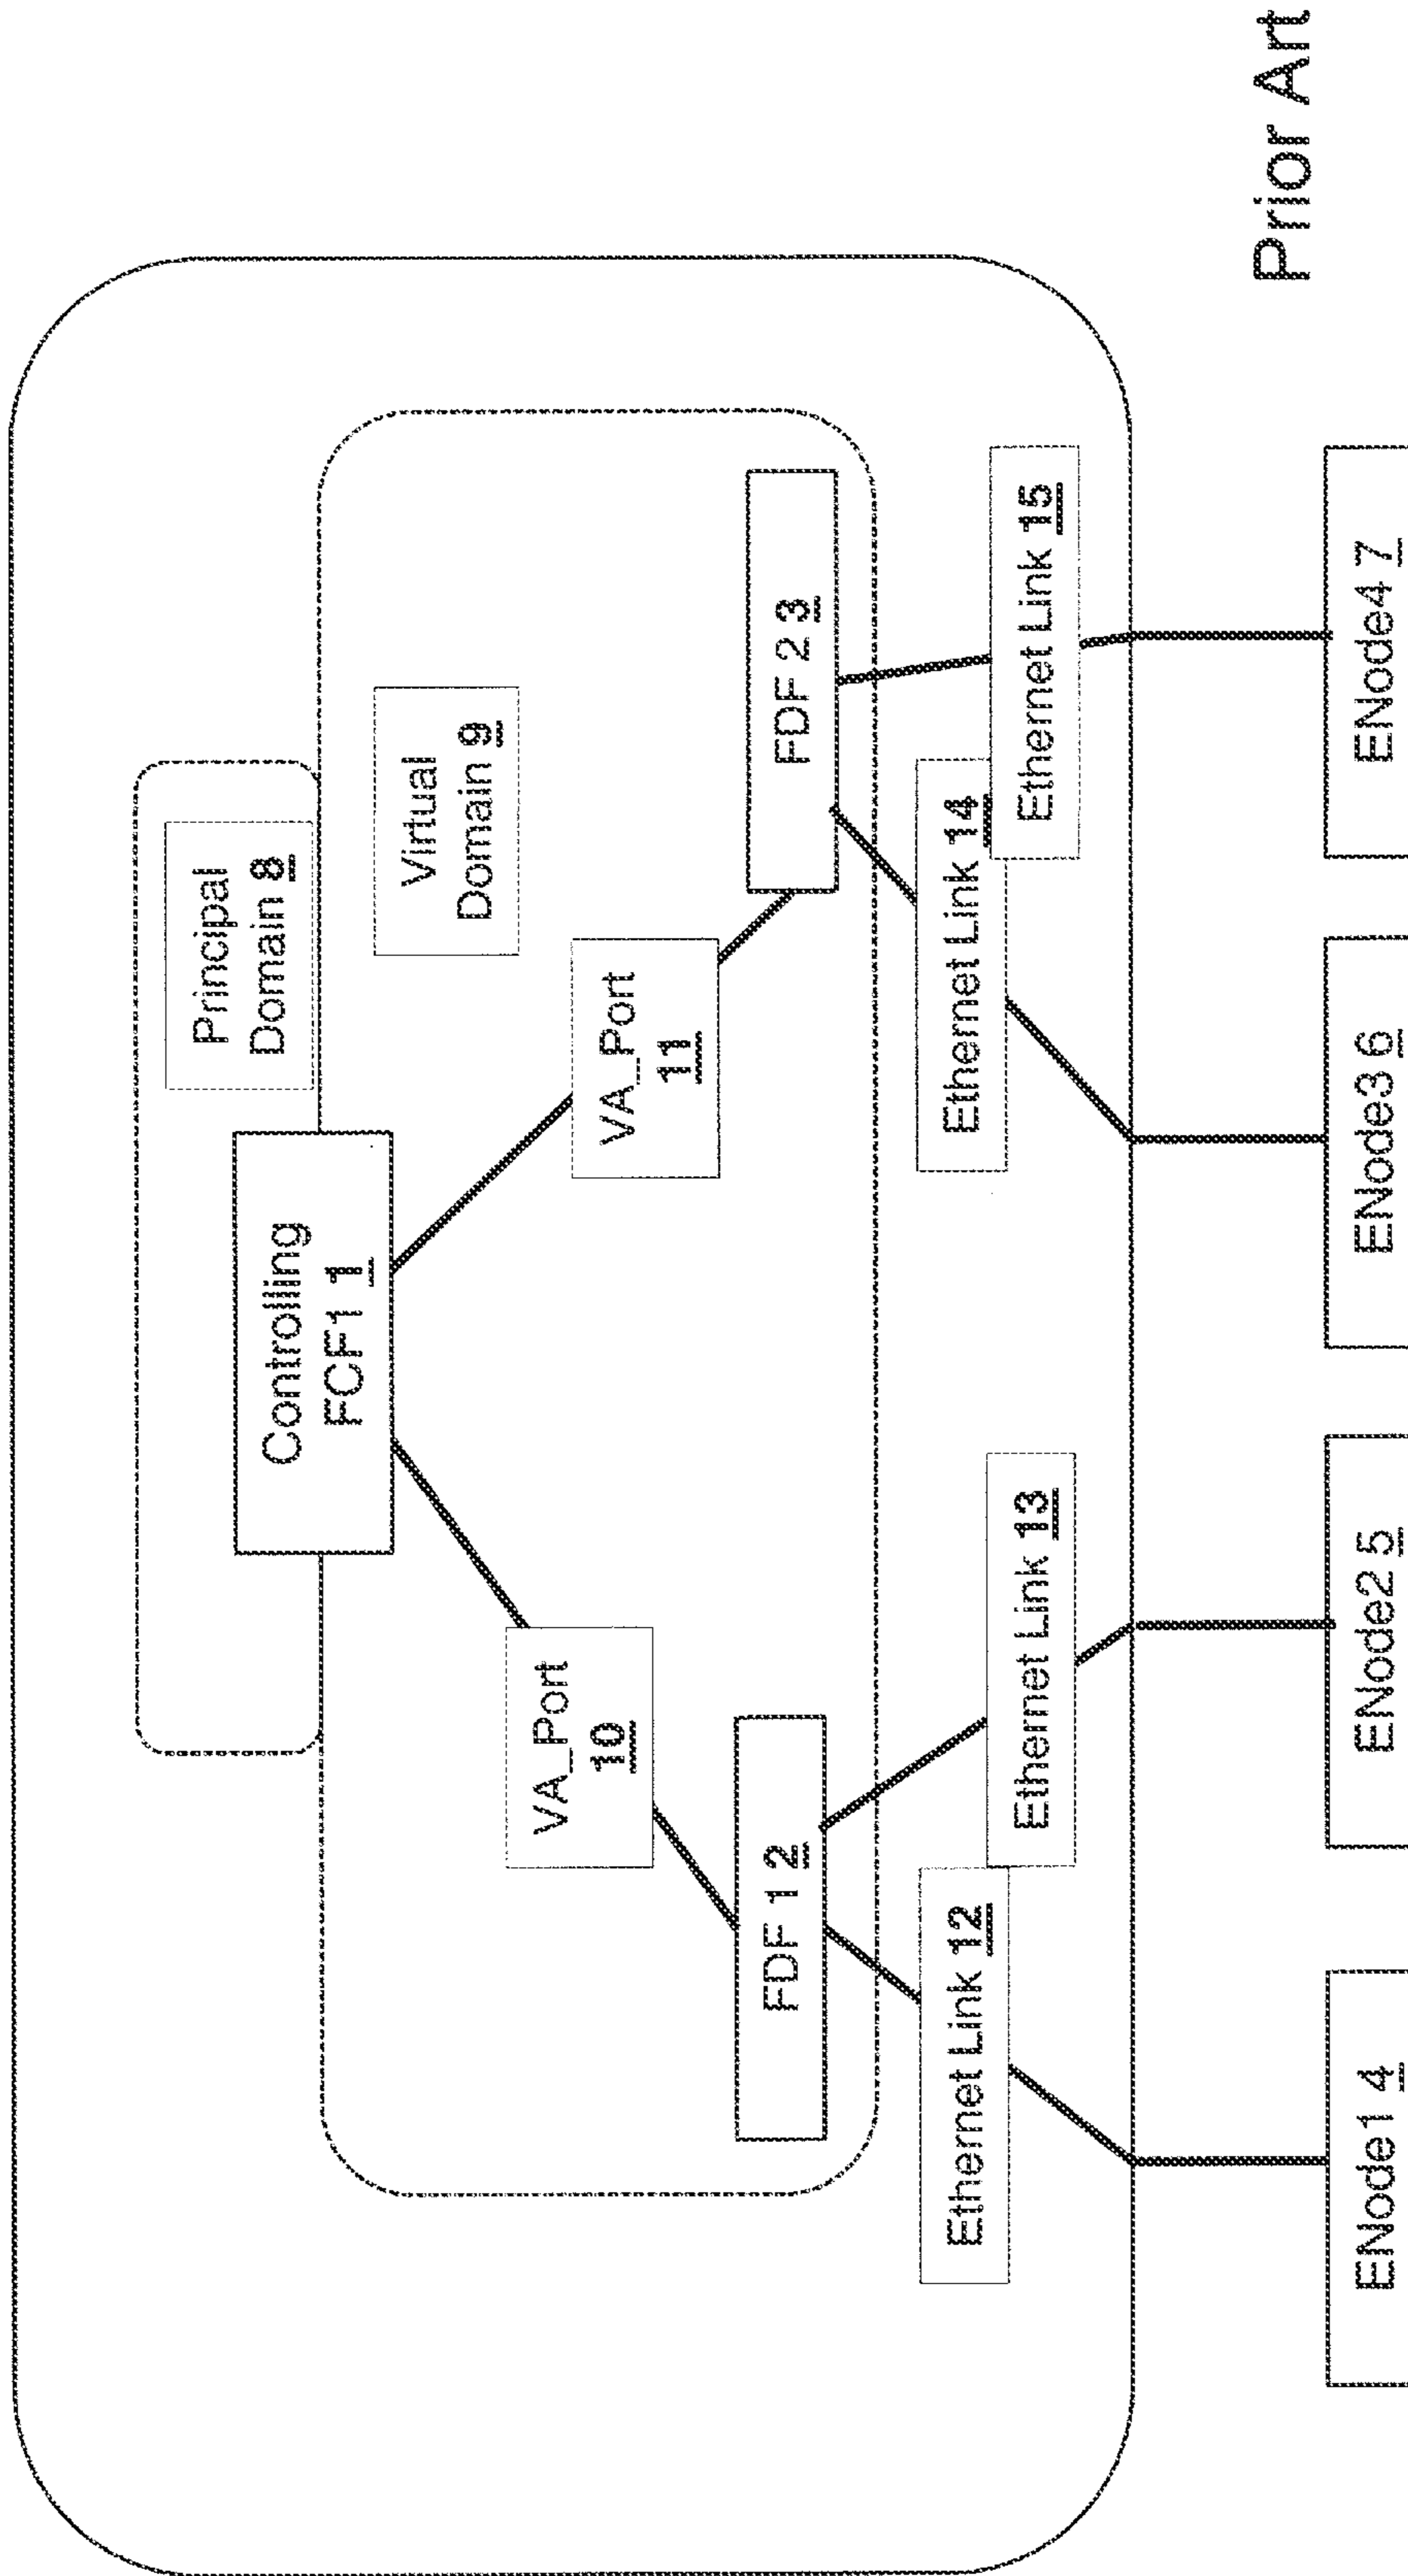 Principal
Domain 8
Controlling
FCF1 1
Virtual
Domain 9
VA_Port
10
VA_Port
11
FDF 1 2
FDF 2 3
Ethernet Link 12
Ethernet Link 13
Ethernet Link 14
Ethernet Link 15
ENode1 4
ENode2 5
ENode3 6
ENode4 7
Prior Art